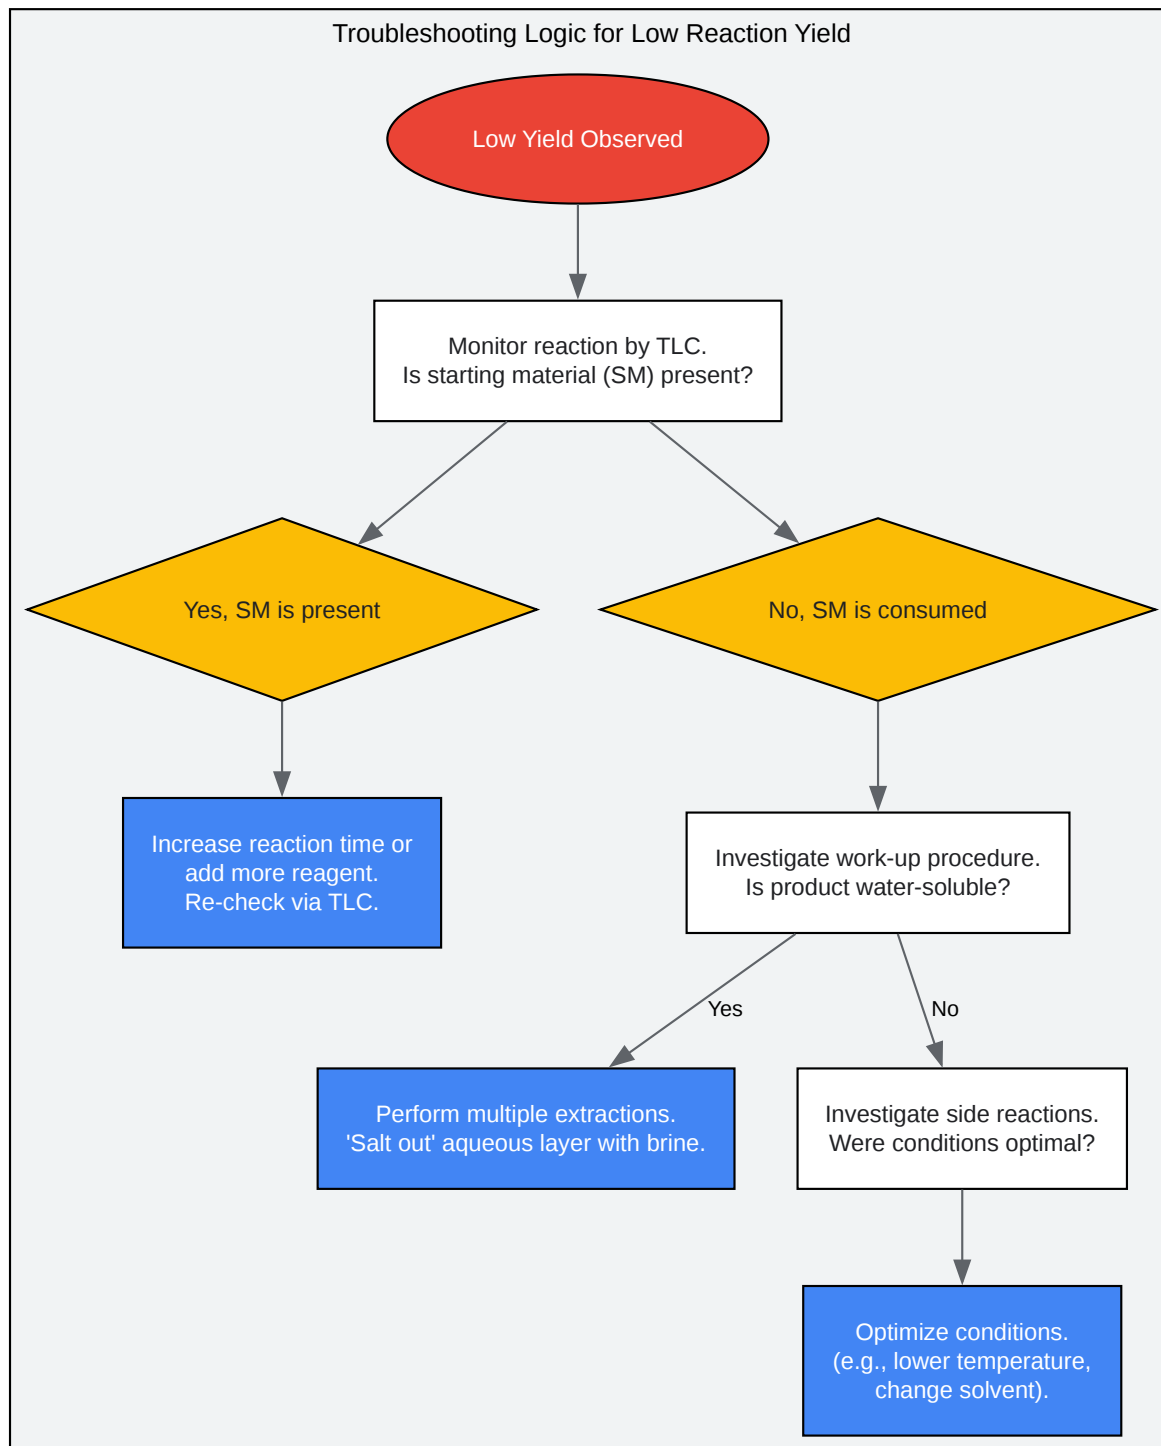 Troubleshooting Logic for Low Reaction Yield
Low Yield Observed
Monitor reaction by TLC.
Is starting material (SM) present?
Yes, SM is present
No, SM is consumed
Increase reaction time or
add more reagent.
Re-check via TLC.
Investigate work-up procedure.
Is product water-soluble?
Yes
No
Perform multiple extractions.
'Salt out' aqueous layer with brine.
Investigate side reactions.
Were conditions optimal?
Optimize conditions.
(e.g., lower temperature,
change solvent).